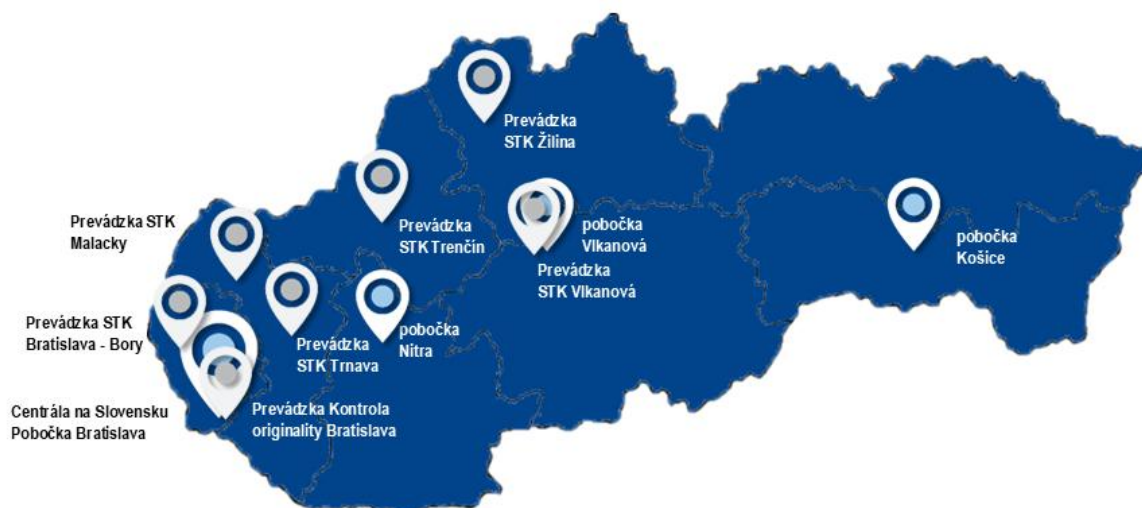 Prevádzka
STK Žilina
Prevádzka
STK Trenčín
pobočka
Vlkanová
Prevádzka
STK Vlkanová
pobočka
Košice
Prevádzka STK
Malacky
Prevádzka STK
Bratislava - Bory
Prevádzka
STK Trnava
pobočka
Nitra
Centrála na Slovensku
Pobočka Bratislava
Prevádzka Kontrola
originality Bratislava